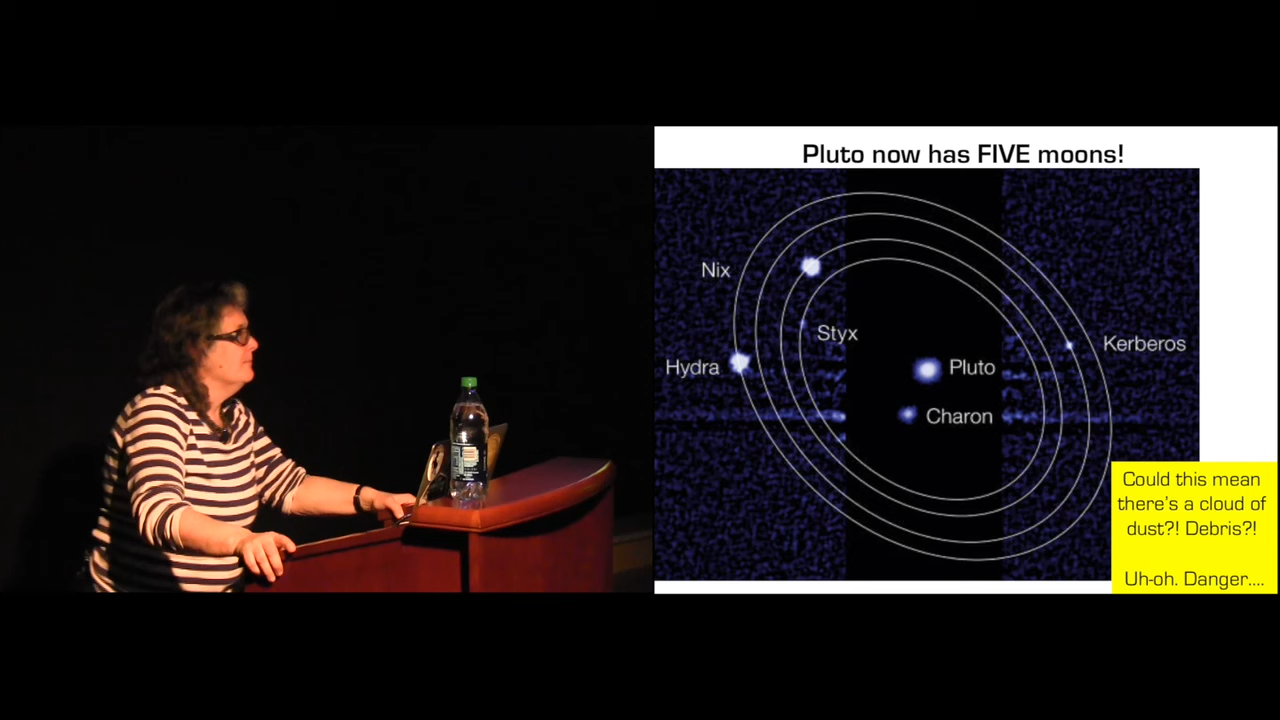 Pluto now has FIVE moons!
Nix
Styx
Kerberos
Hydra
Pluto
Charon
Could this mean
there's a cloud of
dust?! Debris?!
Uh-oh. Danger....